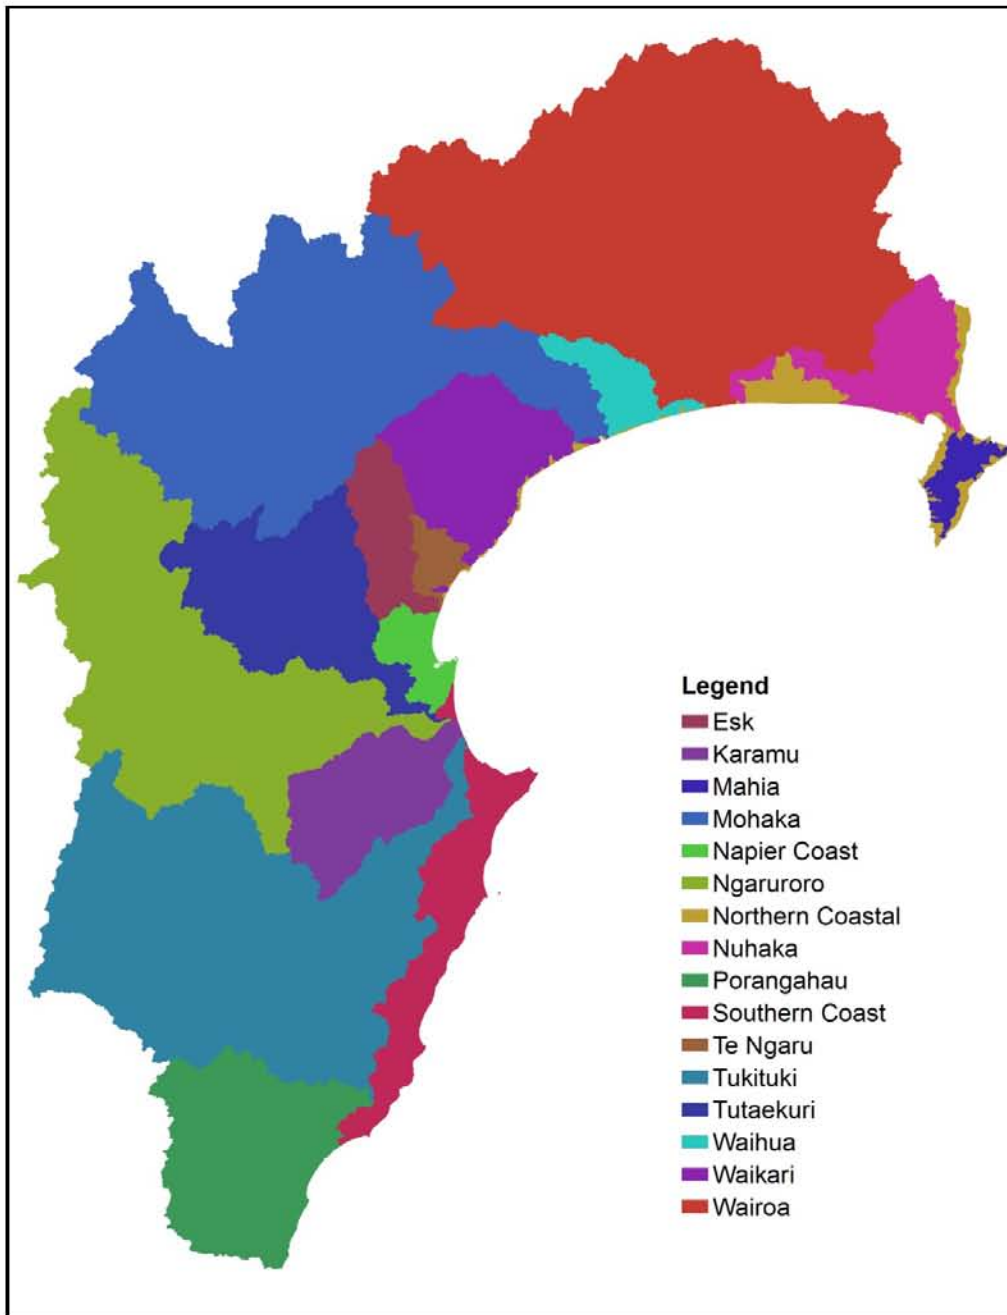 Legend
Esk
Karamu
Mahia
Mohaka
Napier Coast
Ngaruroro
Northern Coastal
Nuhaka
Porangahau
Southern Coast
Te Ngaru
Tukituki
Tutaekuri
Waihua
Waikari
Wairoa